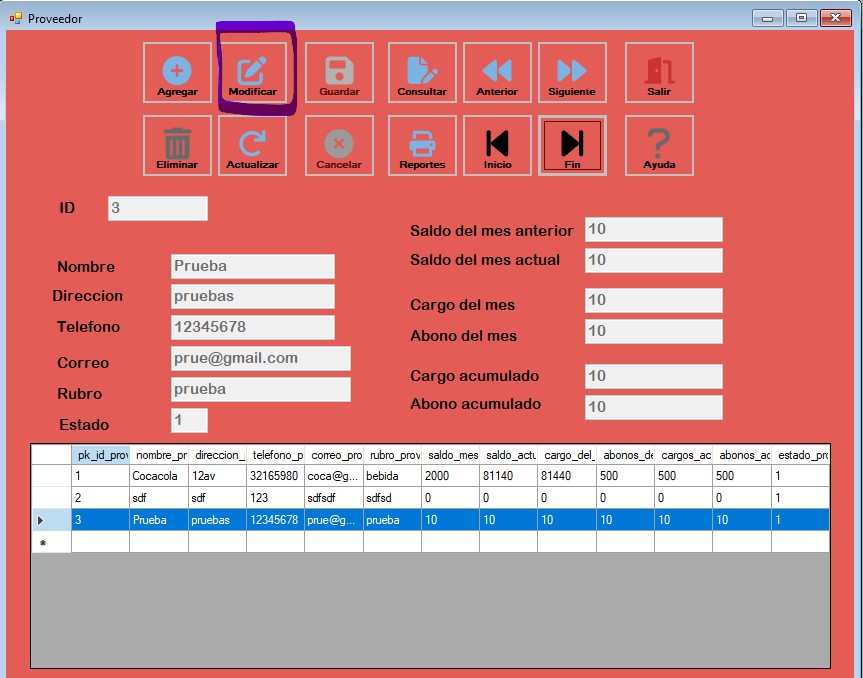 Proveedor
Agregar Modificar Guardar Consultar Anterior Siguiente Salir
Eliminar Actualizar Cancelar Reportes Inicio Fin Ayuda
ID 3
Saldo del mes anterior 10
Saldo del mes actual 10
Nombre Prueba
Direccion pruebas
Cargo del mes 10
Telefono 12345678
Abono del mes 10
Correo prue@gmail.com
Cargo acumulado 10
Rubro prueba
Abono acumulado 10
Estado 1
pk_id_prov nombre_pr direccion_ telefono_p correo_pro rubro_prov saldo_mes saldo_actu cargo_del_ abonos_de cargos_ac abonos_ac estado_pro
1 Cocacola 12av 32165980 coca@g... bebida 2000 81140 81440 500 500 500 1
2 sdf sdf 123 sdfsdf sdfsd 0 0 0 0 0 0 1
3 Prueba pruebas 12345678 prue@g... prueba 10 10 10 10 10 10 1